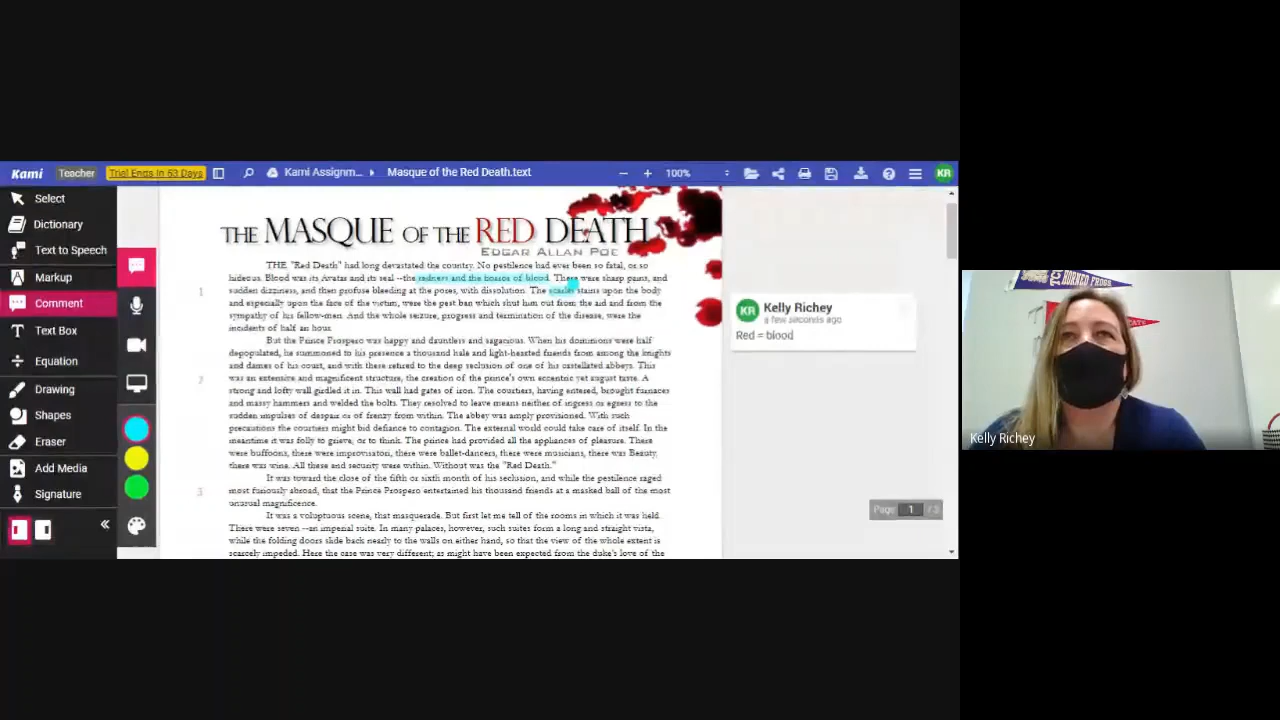 Kami Teacher Trial Ends In 53 Days Kami Assignm... Masque of the Red Death.text 100% KR
Select
Dictionary
Text to Speech
Markup
Comment
Text Box
Equation
Drawing
Shapes
Eraser
Add Media
Signature
THE MASQUE OF THE RED DEATH
EDGAR ALLAN POE
THE "Red Death" had long devastated the country. No pestilence had ever been so fatal, or so
hideous. Blood was its Avatar and its seal --the redness and the horror of blood. There were sharp pains, and
1
sudden dizziness, and then profuse bleeding at the pores, with dissolution. The scarlet stains upon the body
and especially upon the face of the victim, were the pest ban which shut him out from the aid and from the
sympathy of his fellow-men. And the whole seizure, progress and termination of the disease, were the
incidents of half an hour.
But the Prince Prospero was happy and dauntless and sagacious. When his dominions were half
depopulated, he summoned to his presence a thousand hale and light-hearted friends from among the knights
and dames of his court, and with these retired to the deep seclusion of one of his castellated abbeys. This
2
was an extensive and magnificent structure, the creation of the prince's own eccentric yet august taste. A
strong and lofty wall girdled it in. This wall had gates of iron. The courtiers, having entered, brought furnaces
and massy hammers and welded the bolts. They resolved to leave means neither of ingress or egress to the
sudden impulses of despair or of frenzy from within. The abbey was amply provisioned. With such
precautions the courtiers might bid defiance to contagion. The external world could take care of itself. In the
meantime it was folly to grieve, or to think. The prince had provided all the appliances of pleasure. There
were buffoons, there were improvisatori, there were ballet-dancers, there were musicians, there was Beauty,
there was wine. All these and security were within. Without was the "Red Death."
It was toward the close of the fifth or sixth month of his seclusion, and while the pestilence raged
3
most furiously abroad, that the Prince Prospero entertained his thousand friends at a masked ball of the most
unusual magnificence.
It was a voluptuous scene, that masquerade. But first let me tell of the rooms in which it was held.
There were seven --an imperial suite. In many palaces, however, such suites form a long and straight vista,
while the folding doors slide back nearly to the walls on either hand, so that the view of the whole extent is
scarcely impeded. Here the case was very different; as might have been expected from the duke's love of the
KR Kelly Richey
a few seconds ago
Red = blood
Page 1 / 3
HORNED FROGS
Kelly Richey